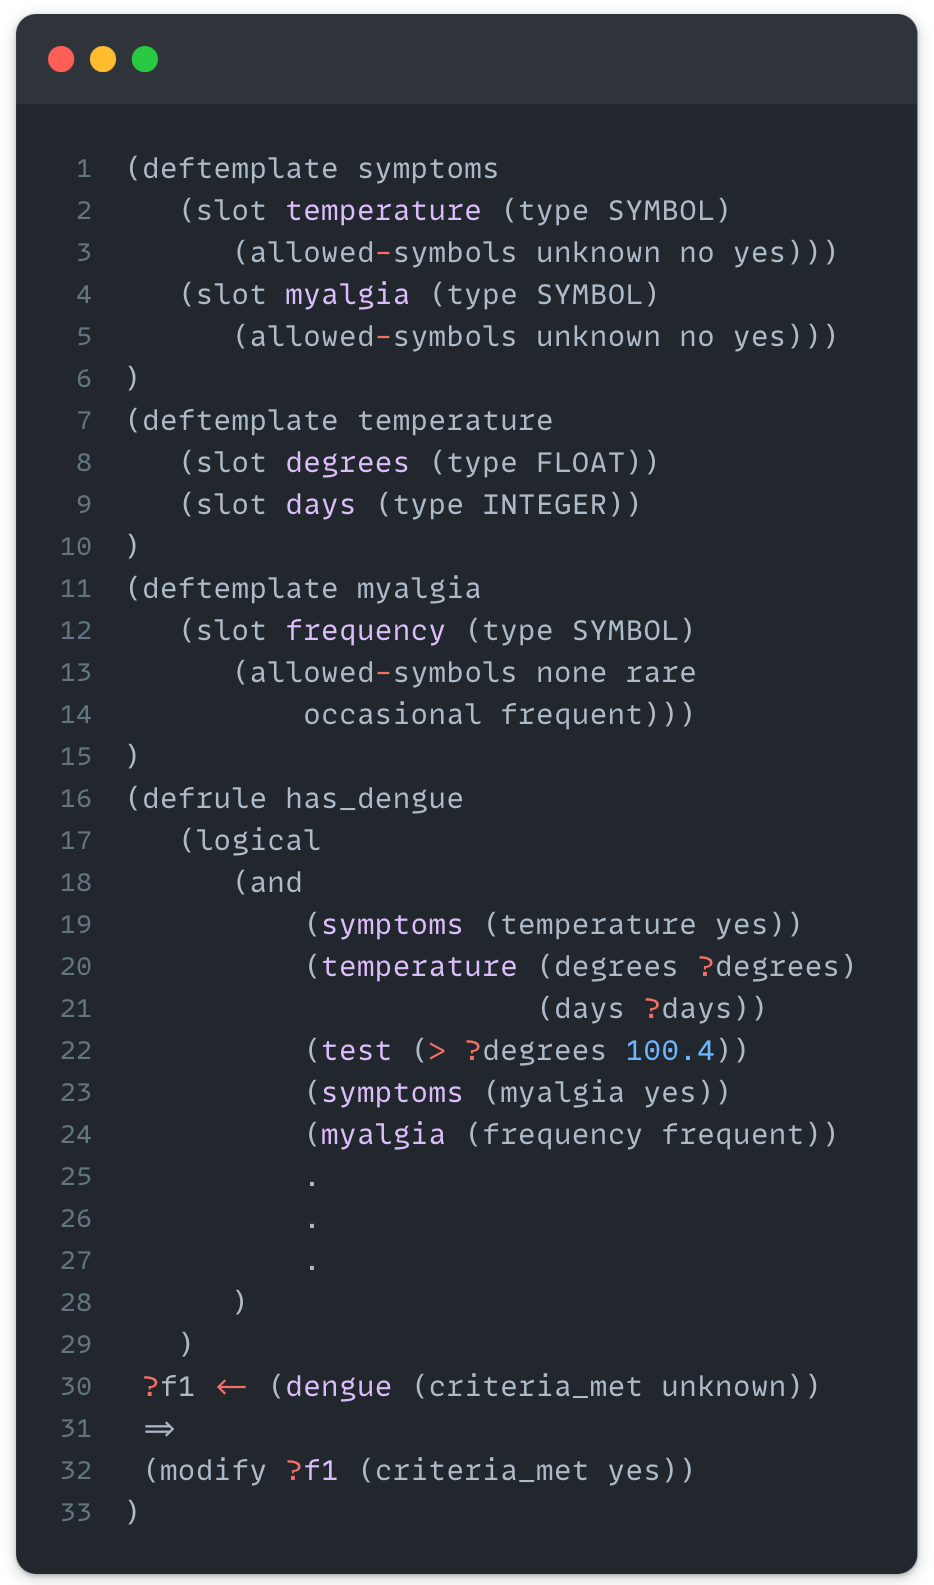 1 (deftemplate symptoms
2 (slot temperature (type SYMBOL)
3 (allowed-symbols unknown no yes)))
4 (slot myalgia (type SYMBOL)
5 (allowed-symbols unknown no yes)))
6 )
7 (deftemplate temperature
8 (slot degrees (type FLOAT))
9 (slot days (type INTEGER))
10 )
11 (deftemplate myalgia
12 (slot frequency (type SYMBOL)
13 (allowed-symbols none rare
14 occasional frequent)))
15 )
16 (defrule has_dengue
17 (logical
18 (and
19 (symptoms (temperature yes))
20 (temperature (degrees ?degrees)
21 (days ?days))
22 (test (> ?degrees 100.4))
23 (symptoms (myalgia yes))
24 (myalgia (frequency frequent))
25 .
26 .
27 .
28 )
29 )
30 ?f1 <- (dengue (criteria_met unknown))
31 =>
32 (modify ?f1 (criteria_met yes))
33 )